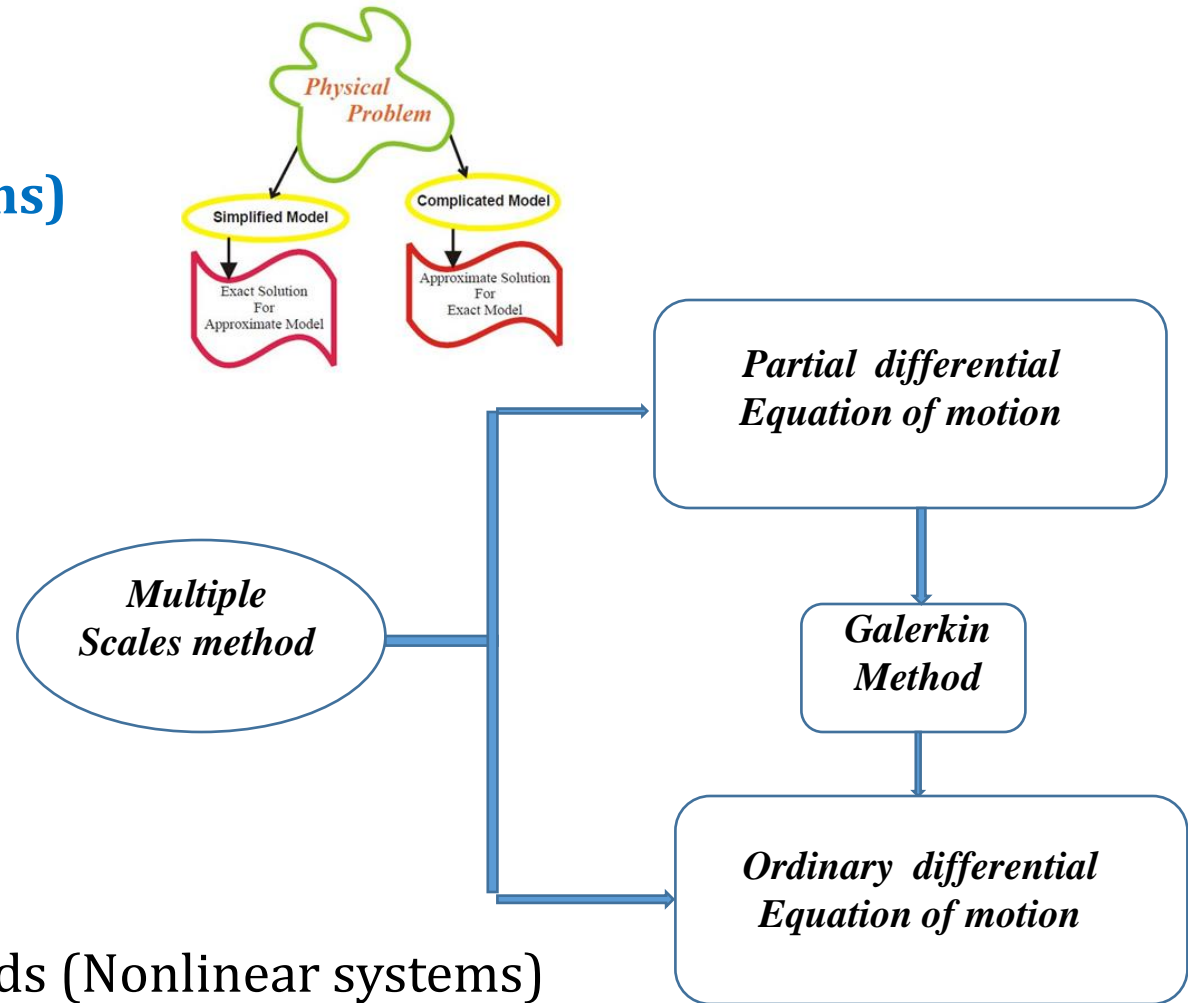 Physical
Problem
ns)
Simplified Model
Complicated Model
Exact Solution
For
Approximate Model
Approximate Solution
For
Exact Model
Partial differential
Equation of motion
Multiple
Scales method
Galerkin
Method
Ordinary differential
Equation of motion
ds (Nonlinear systems)